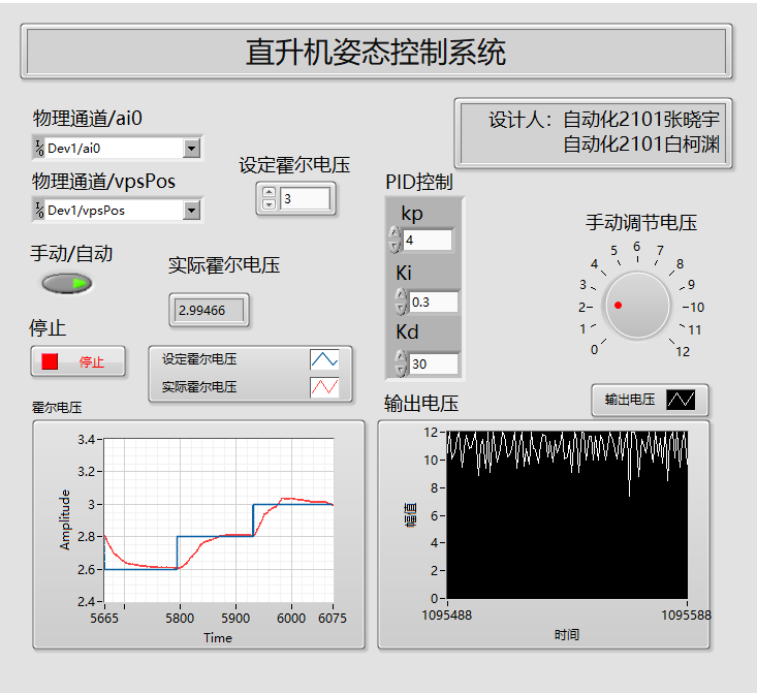 直升机姿态控制系统
设计人：自动化2101张晓宇
自动化2101白柯渊
物理通道/ai0
Dev1/ai0
物理通道/vpsPos
Dev1/vpsPos
设定霍尔电压
3
手动/自动
实际霍尔电压
2.99466
停止
停止
设定霍尔电压
实际霍尔电压
PID控制
kp
4
Ki
0.3
Kd
30
手动调节电压
0 1 2 3 4 5 6 7 8 9 10 11 12
霍尔电压
3.4
3.2
3
2.8
2.6
2.4
Amplitude
5665 5800 5900 6000 6075
Time
输出电压
输出电压
12
10
8
6
4
2
0
幅值
1095488 1095588
时间